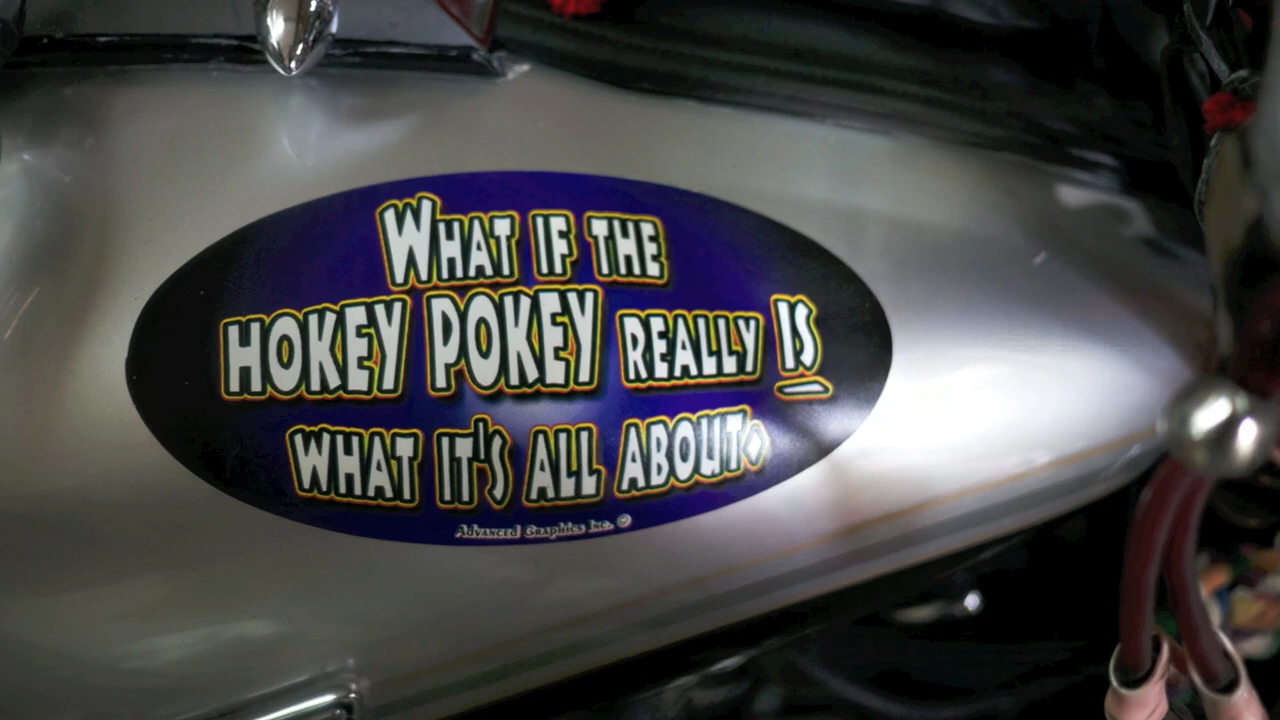 WHAT IF THE
HOKEY POKEY REALLY IS
WHAT IT'S ALL ABOUT◊
Advanced Graphics Inc. ©